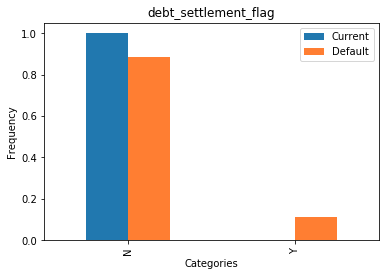 debt_settlement_flag
Current
Default
Frequency
1.0
0.8
0.6
0.4
0.2
0.0
N
Y
Categories